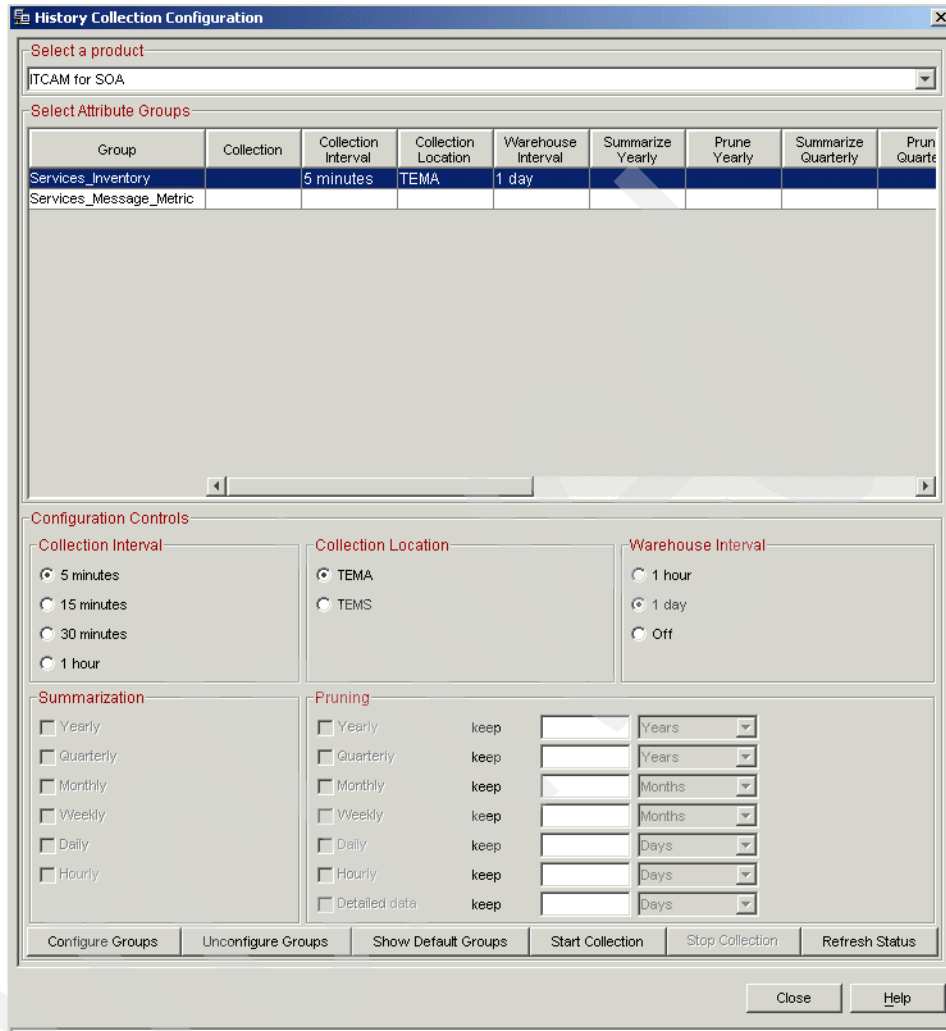 History Collection Configuration
Select a product
ITCAM for SOA
Select Attribute Groups
Group Collection Collection Interval Collection Location Warehouse Interval Summarize Yearly Prune Yearly Summarize Quarterly Prun Quarte
Services_Inventory 5 minutes TEMA 1 day
Services_Message_Metric
Configuration Controls
Collection Interval Collection Location Warehouse Interval
5 minutes TEMA 1 hour
15 minutes TEMS 1 day
30 minutes Off
1 hour
Summarization Pruning
Yearly Yearly keep Years
Quarterly Quarterly keep Years
Monthly Monthly keep Months
Weekly Weekly keep Months
Daily Daily keep Days
Hourly Hourly keep Days
Detailed data keep Days
Configure Groups Unconfigure Groups Show Default Groups Start Collection Stop Collection Refresh Status
Close Help